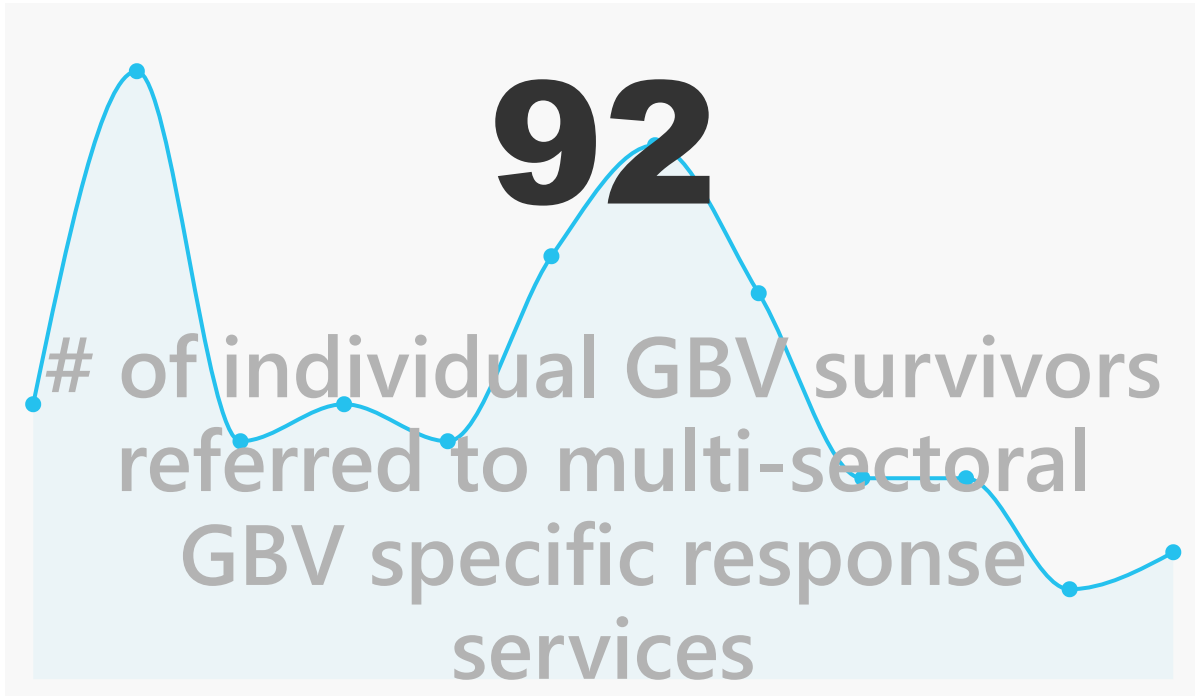 92
# of individual GBV survivors
referred to multi-sectoral
GBV specific response
services